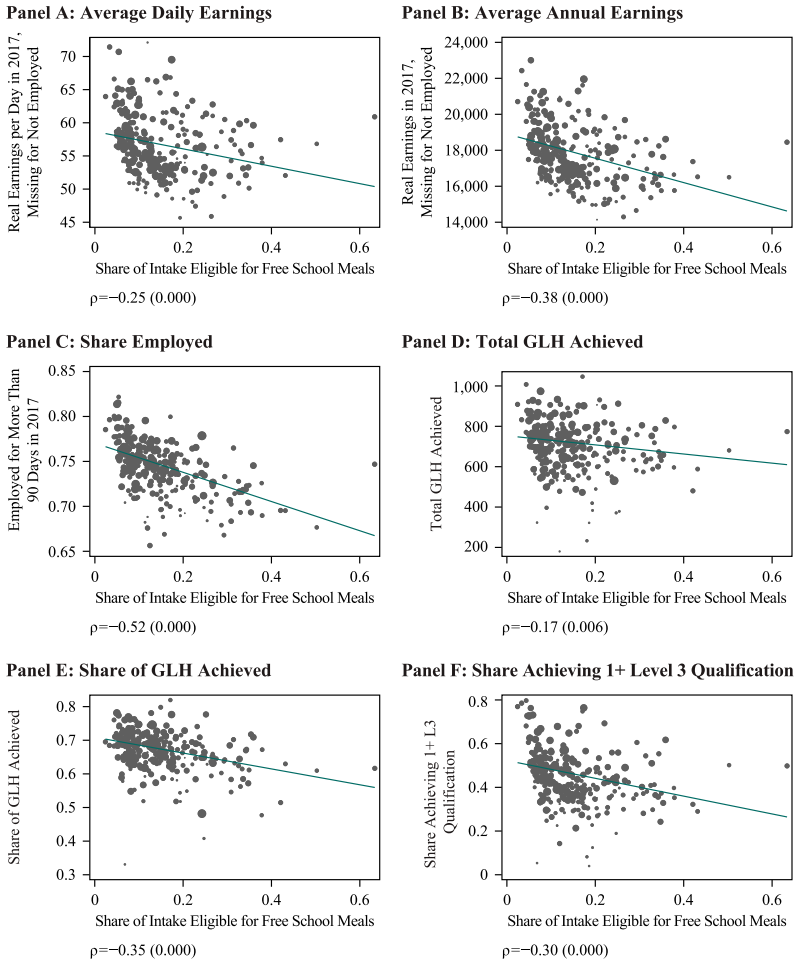 Panel A: Average Daily Earnings
Real Earnings per Day in 2017,
Missing for Not Employed
70
65
60
55
50
45
0
0.2
0.4
0.6
Share of Intake Eligible for Free School Meals
ρ=−0.25 (0.000)
Panel B: Average Annual Earnings
Real Earnings in 2017,
Missing for Not Employed
24,000
22,000
20,000
18,000
16,000
14,000
0
0.2
0.4
0.6
Share of Intake Eligible for Free School Meals
ρ=−0.38 (0.000)
Panel C: Share Employed
Employed for More Than
90 Days in 2017
0.85
0.80
0.75
0.70
0.65
0
0.2
0.4
0.6
Share of Intake Eligible for Free School Meals
ρ=−0.52 (0.000)
Panel D: Total GLH Achieved
Total GLH Achieved
1,000
800
600
400
200
0
0.2
0.4
0.6
Share of Intake Eligible for Free School Meals
ρ=−0.17 (0.006)
Panel E: Share of GLH Achieved
Share of GLH Achieved
0.8
0.7
0.6
0.5
0.4
0.3
0
0.2
0.4
0.6
Share of Intake Eligible for Free School Meals
ρ=−0.35 (0.000)
Panel F: Share Achieving 1+ Level 3 Qualification
Share Achieving 1+ L3
Qualification
0.8
0.6
0.4
0.2
0
0
0.2
0.4
0.6
Share of Intake Eligible for Free School Meals
ρ=−0.30 (0.000)